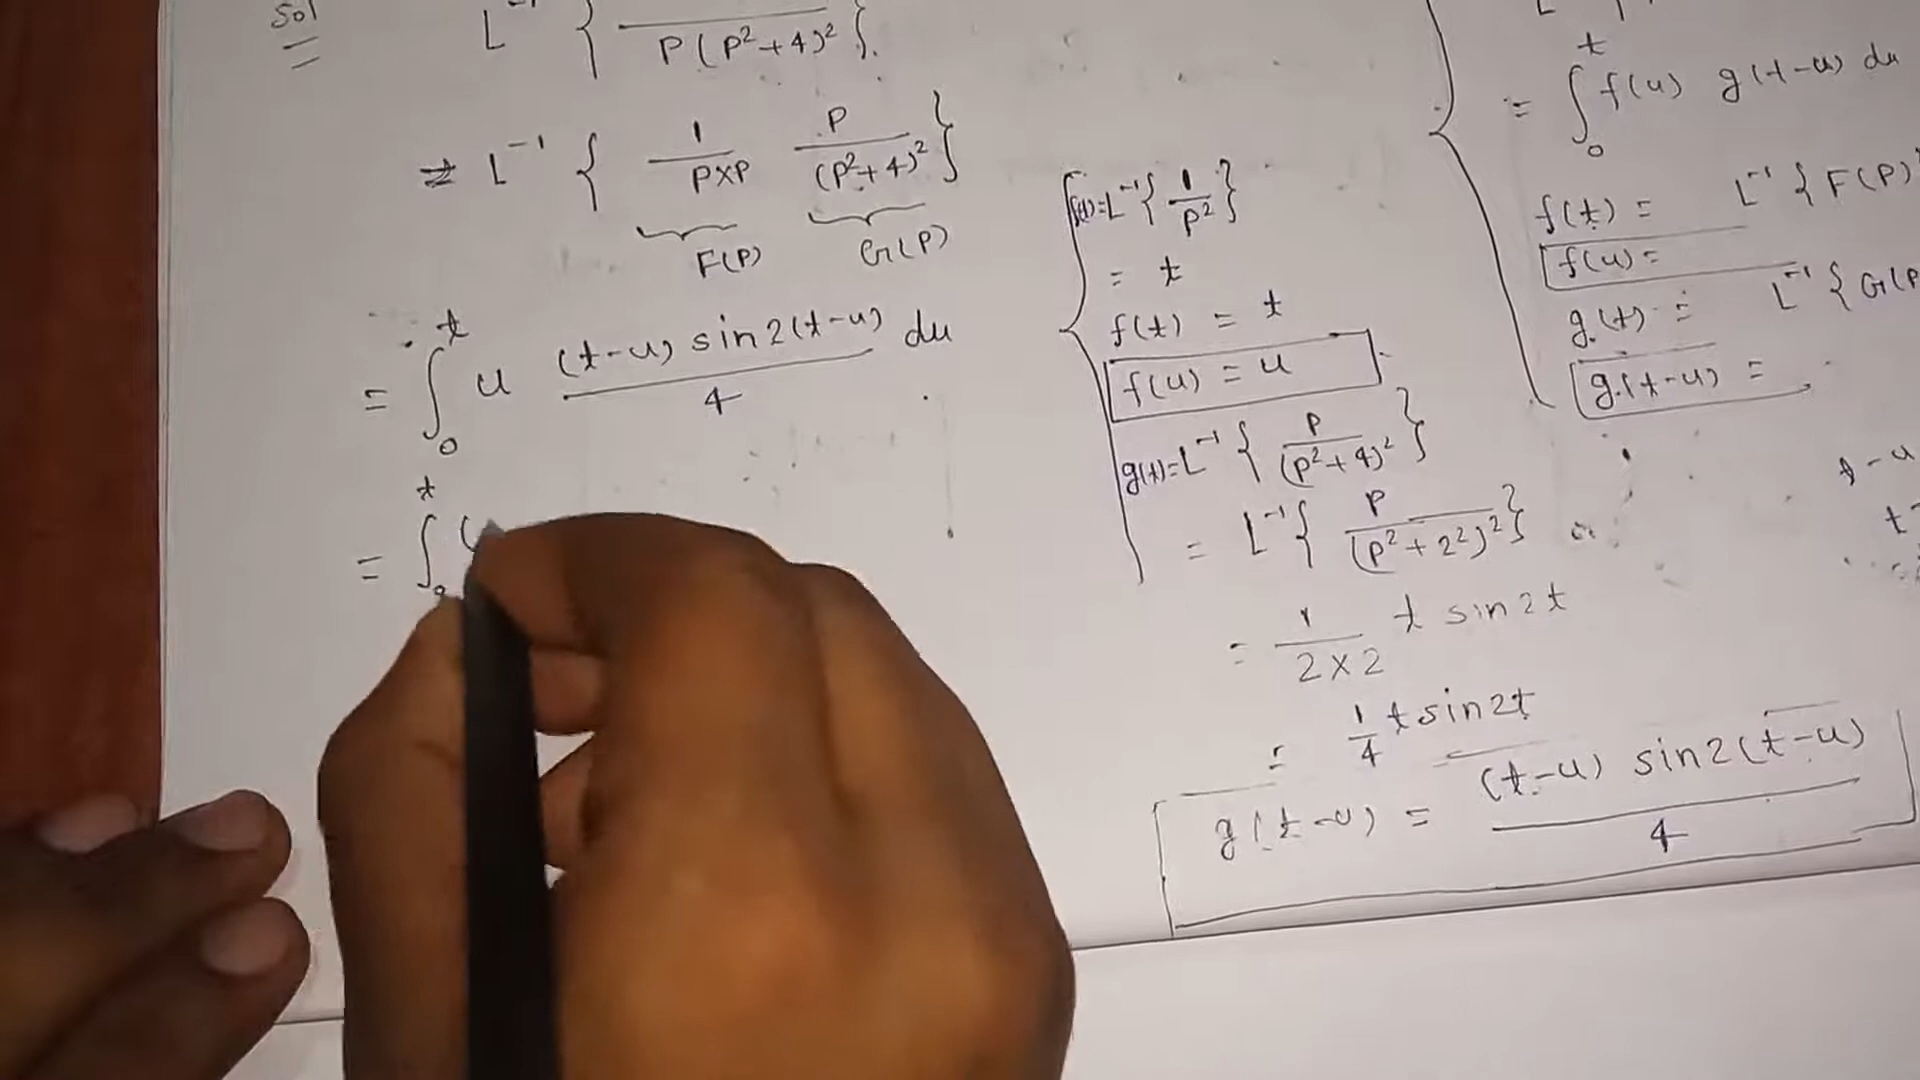 Sol
L⁻¹ { ――― / P(P²+4)² }.
= L⁻¹ { 1/(P×P) P/(P²+4)² }
F(P) G(P)
= ∫₀ᵗ u (t-u) sin2(t-u)/4 du
= ∫₀ᵗ (
f(t)=L⁻¹{ 1/P² }
= t
f(t) = t
f(u) = u
g(t)=L⁻¹ { P/(P²+4)² }
= L⁻¹{ P/(P²+2²)² }
= 1/(2×2) t sin2t
= 1/4 t sin2t
g(t-u) = (t-u) sin2(t-u)/4
= ∫₀ᵗ f(u) g(t-u) du
f(t) = L⁻¹ { F(P)
f(u) =
g(t) = L⁻¹ { G(P
g(t-u) =
t-u